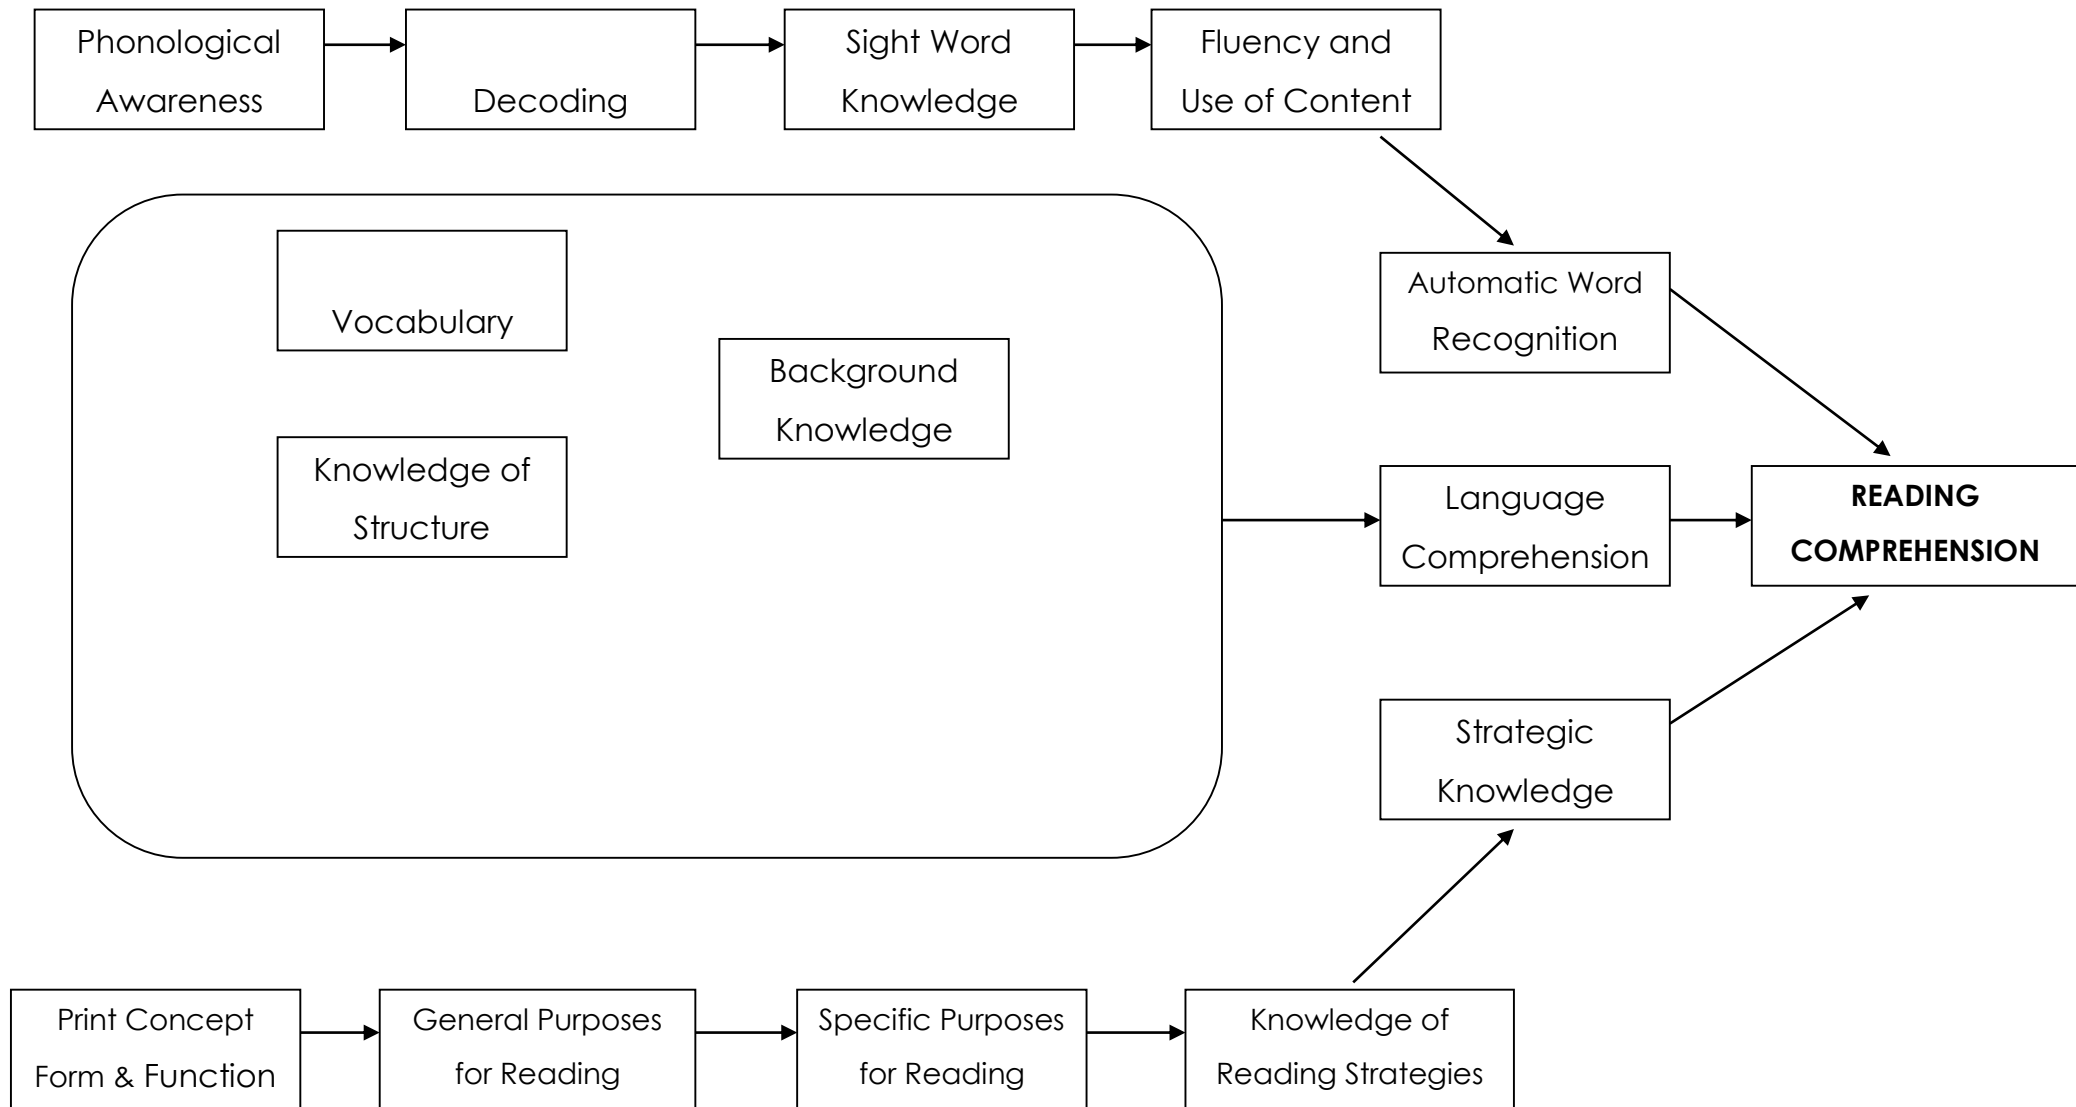 Phonological
Awareness
Decoding
Sight Word
Knowledge
Fluency and
Use of Content
Vocabulary
Background
Knowledge
Knowledge of
Structure
Automatic Word
Recognition
Language
Comprehension
READING
COMPREHENSION
Strategic
Knowledge
Print Concept
Form & Function
General Purposes
for Reading
Specific Purposes
for Reading
Knowledge of
Reading Strategies